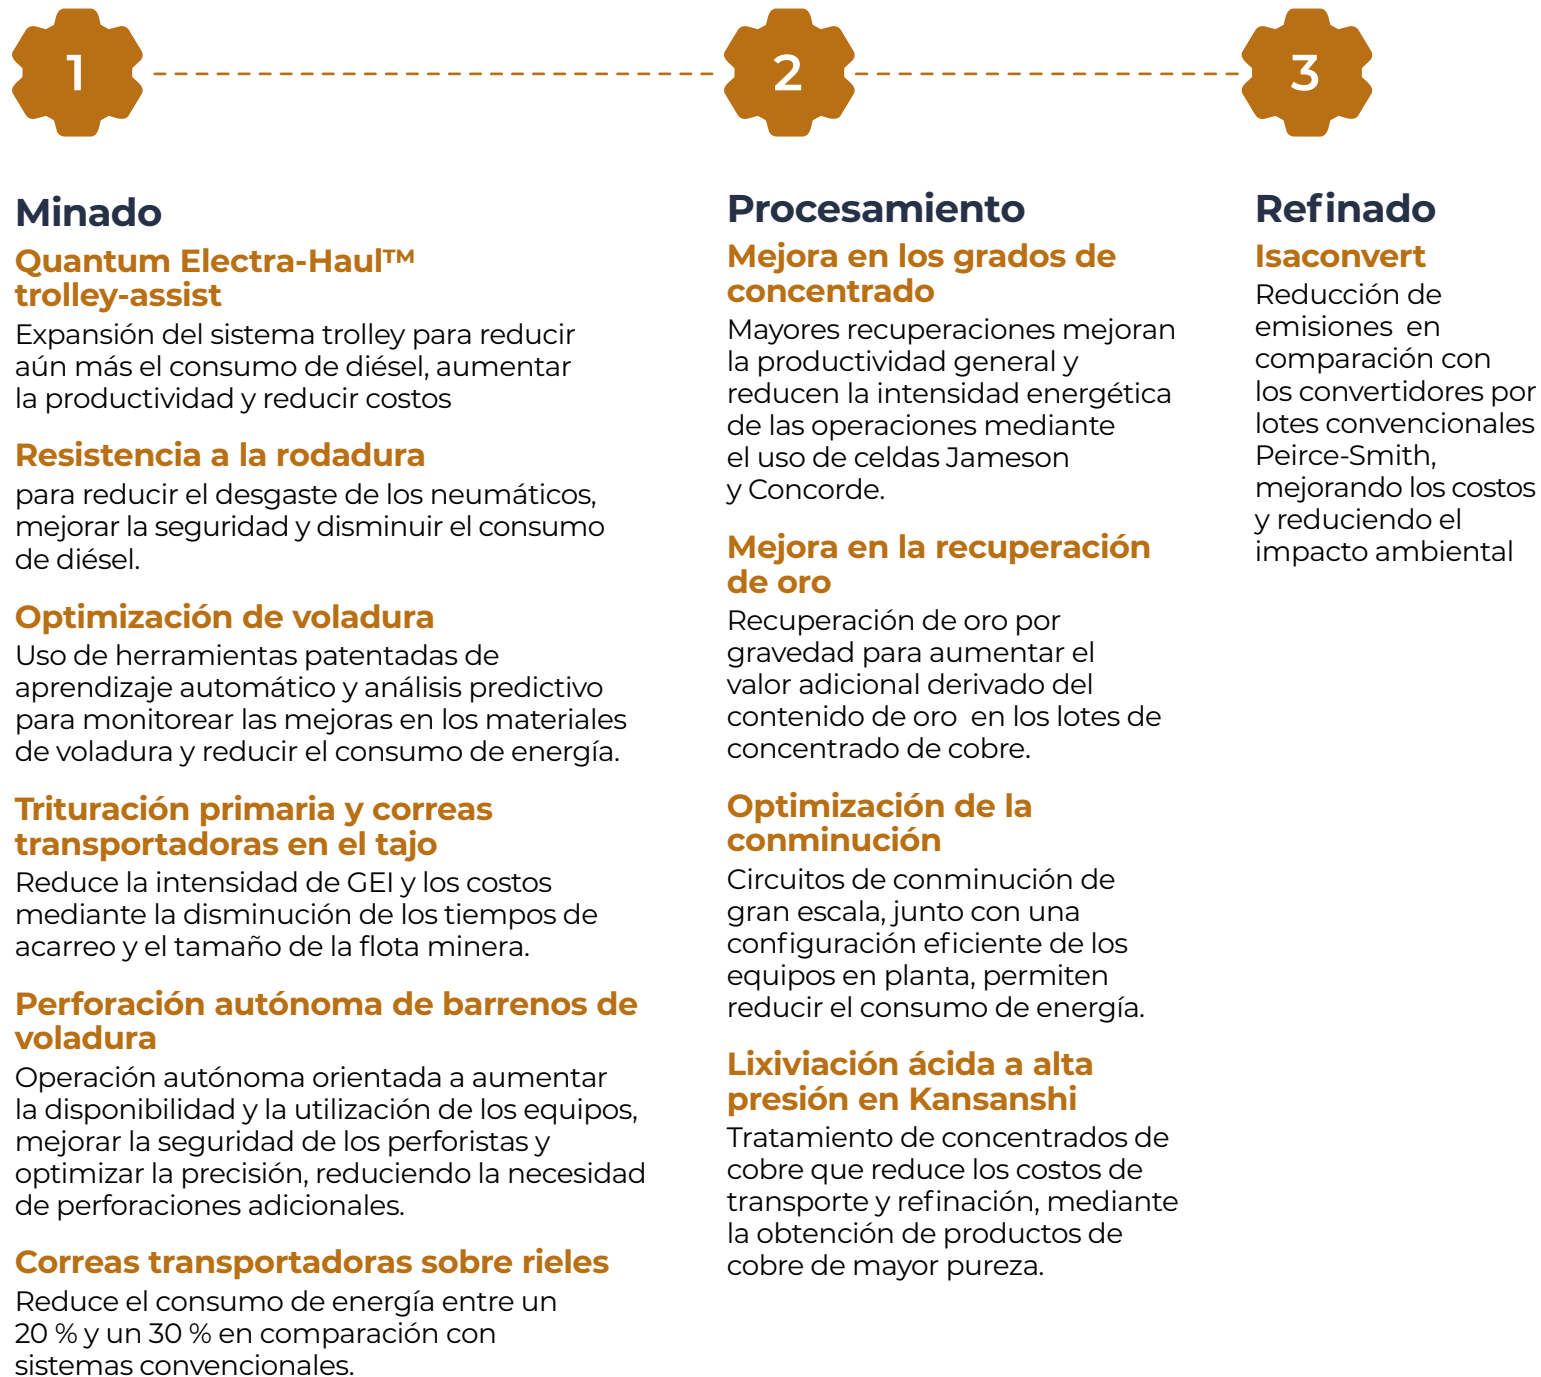 1
2
3
Minado
Quantum Electra-Haul™
trolley-assist
Expansión del sistema trolley para reducir
aún más el consumo de diésel, aumentar
la productividad y reducir costos
Resistencia a la rodadura
para reducir el desgaste de los neumáticos,
mejorar la seguridad y disminuir el consumo
de diésel.
Optimización de voladura
Uso de herramientas patentadas de
aprendizaje automático y análisis predictivo
para monitorear las mejoras en los materiales
de voladura y reducir el consumo de energía.
Trituración primaria y correas
transportadoras en el tajo
Reduce la intensidad de GEI y los costos
mediante la disminución de los tiempos de
acarreo y el tamaño de la flota minera.
Perforación autónoma de barrenos de
voladura
Operación autónoma orientada a aumentar
la disponibilidad y la utilización de los equipos,
mejorar la seguridad de los perforistas y
optimizar la precisión, reduciendo la necesidad
de perforaciones adicionales.
Correas transportadoras sobre rieles
Reduce el consumo de energía entre un
20 % y un 30 % en comparación con
sistemas convencionales.
Procesamiento
Mejora en los grados de
concentrado
Mayores recuperaciones mejoran
la productividad general y
reducen la intensidad energética
de las operaciones mediante
el uso de celdas Jameson
y Concorde.
Mejora en la recuperación
de oro
Recuperación de oro por
gravedad para aumentar el
valor adicional derivado del
contenido de oro  en los lotes de
concentrado de cobre.
Optimización de la
conminución
Circuitos de conminución de
gran escala, junto con una
configuración eficiente de los
equipos en planta, permiten
reducir el consumo de energía.
Lixiviación ácida a alta
presión en Kansanshi
Tratamiento de concentrados de
cobre que reduce los costos de
transporte y refinación, mediante
la obtención de productos de
cobre de mayor pureza.
Refinado
Isaconvert
Reducción de
emisiones  en
comparación con
los convertidores por
lotes convencionales
Peirce-Smith,
mejorando los costos
y reduciendo el
impacto ambiental